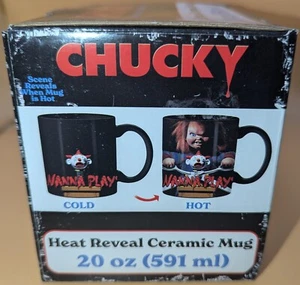 CHUCKY
Scene
Reveals
When Mug
is Hot
WANNA PLAY?
WANNA PLAY?
COLD
HOT
Heat Reveal Ceramic Mug
20 oz (591 ml)